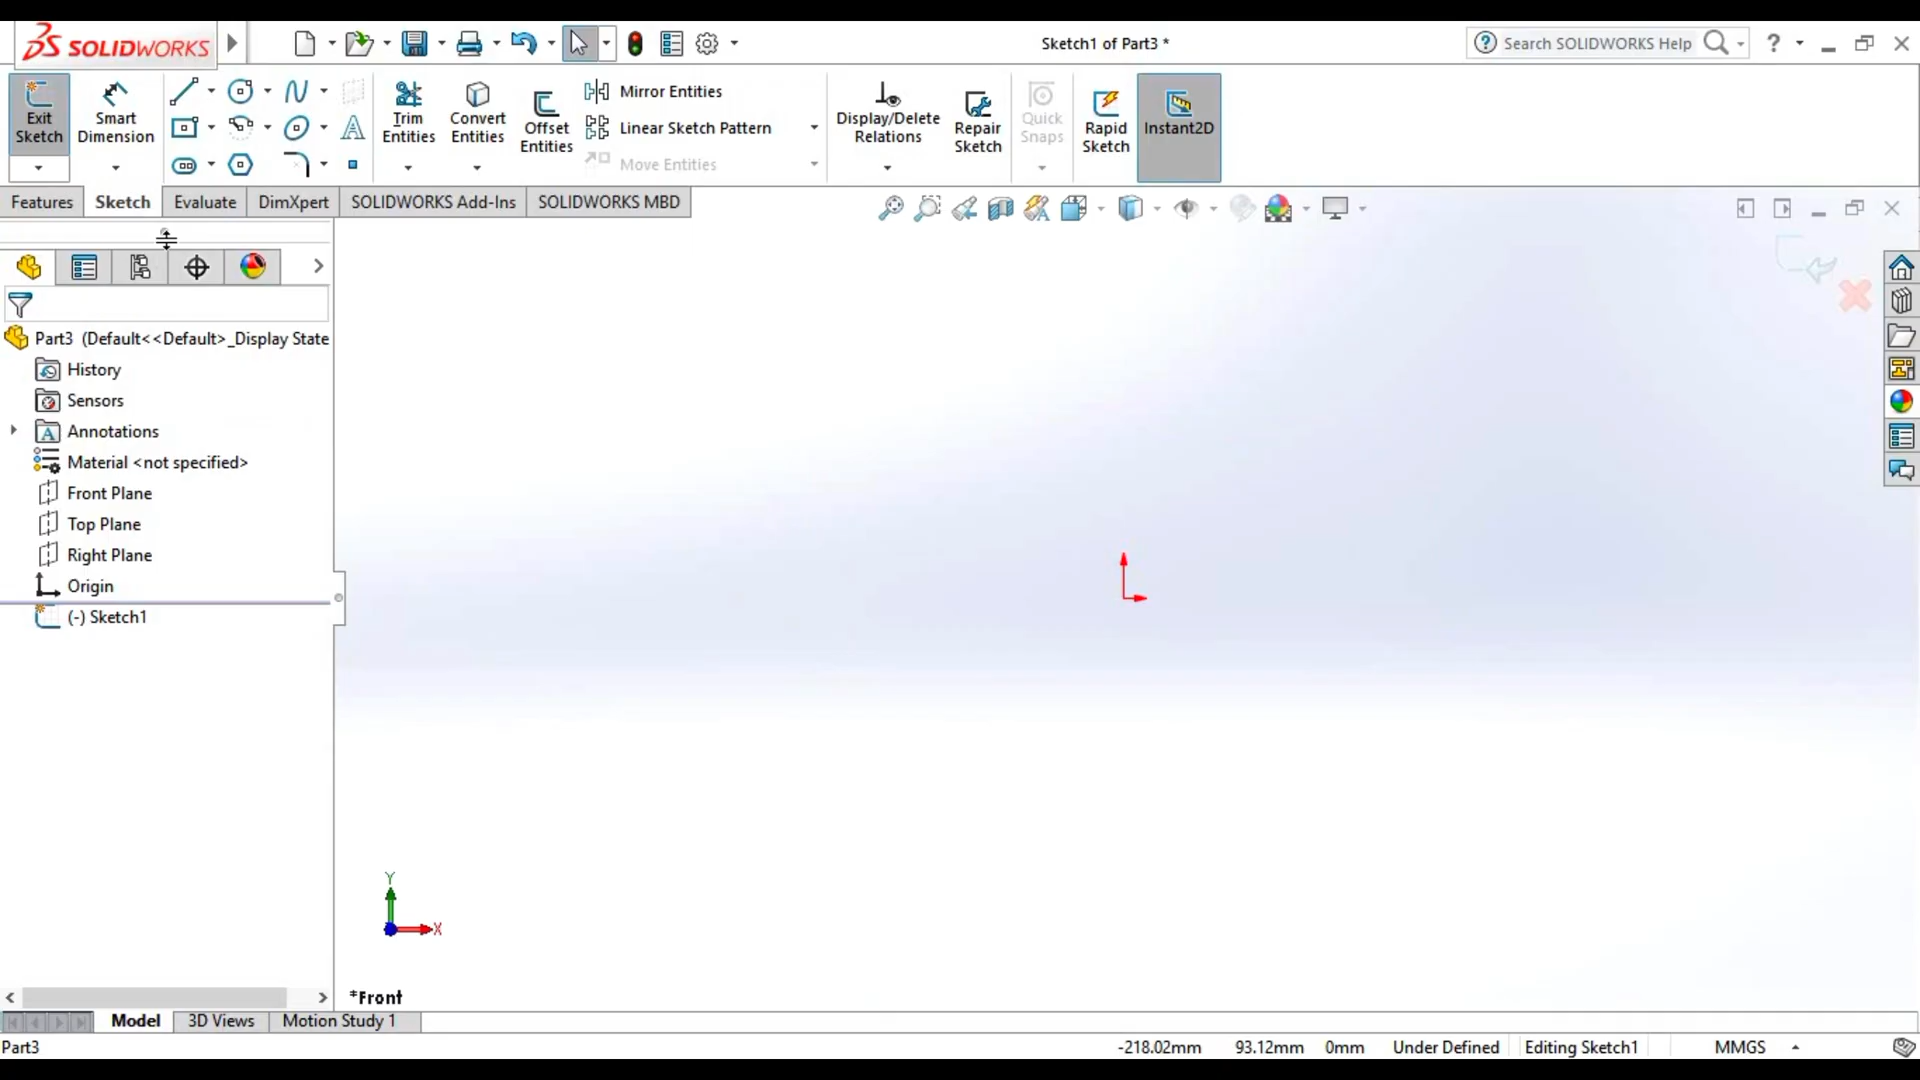 SOLIDWORKS
Sketch1 of Part3 *
Search SOLIDWORKS Help
?
Exit Sketch
Smart Dimension
Trim Entities
Convert Entities
Offset Entities
Mirror Entities
Linear Sketch Pattern
Move Entities
Display/Delete Relations
Repair Sketch
Quick Snaps
Rapid Sketch
Instant2D
Features
Sketch
Evaluate
DimXpert
SOLIDWORKS Add-Ins
SOLIDWORKS MBD
Part3 (Default<<Default>_Display State
History
Sensors
Annotations
Material <not specified>
Front Plane
Top Plane
Right Plane
Origin
(-) Sketch1
Y
X
*Front
Model
3D Views
Motion Study 1
Part3
-218.02mm
93.12mm
0mm
Under Defined
Editing Sketch1
MMGS